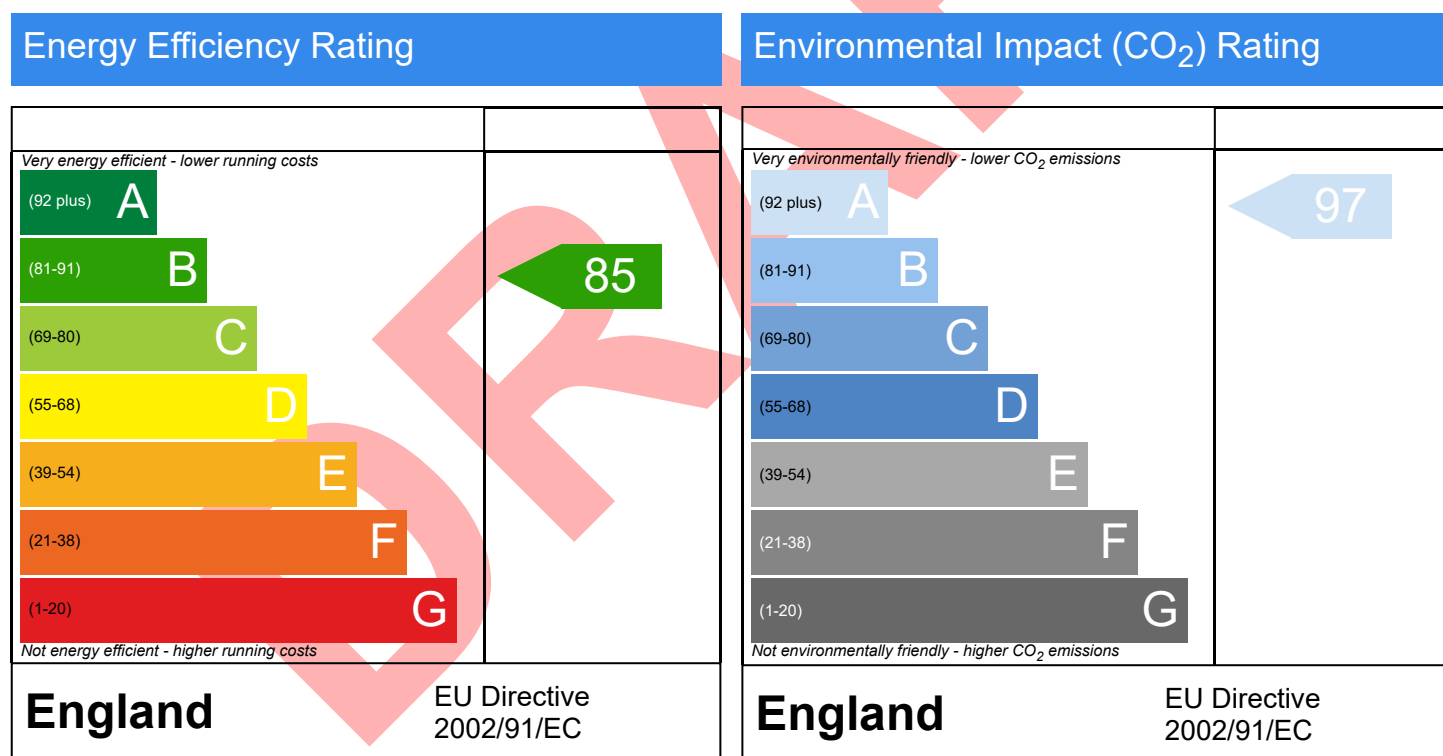 Energy Efficiency Rating
Very energy efficient - lower running costs
(92 plus) A
(81-91) B
85
(69-80) C
(55-68) D
(39-54) E
(21-38) F
(1-20) G
Not energy efficient - higher running costs
England
EU Directive
2002/91/EC
Environmental Impact (CO2) Rating
Very environmentally friendly - lower CO2 emissions
(92 plus) A
97
(81-91) B
(69-80) C
(55-68) D
(39-54) E
(21-38) F
(1-20) G
Not environmentally friendly - higher CO2 emissions
England
EU Directive
2002/91/EC